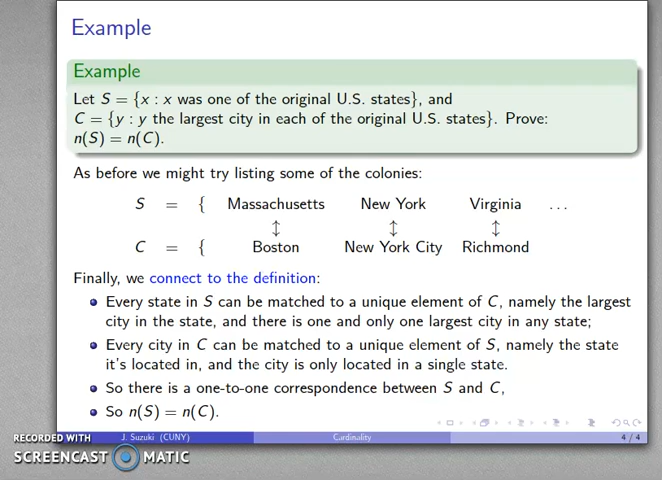 Example
Example
Let S = {x : x was one of the original U.S. states}, and
C = {y : y the largest city in each of the original U.S. states}. Prove:
n(S) = n(C).
As before we might try listing some of the colonies:
S = { Massachusetts New York Virginia ...
↕ ↕ ↕
C = { Boston New York City Richmond
Finally, we connect to the definition:
• Every state in S can be matched to a unique element of C, namely the largest
city in the state, and there is one and only one largest city in any state;
• Every city in C can be matched to a unique element of S, namely the state
it's located in, and the city is only located in a single state.
• So there is a one-to-one correspondence between S and C,
• So n(S) = n(C).
RECORDED WITH
J. Suzuki (CUNY) Cardinality 4 / 4
SCREENCAST MATIC